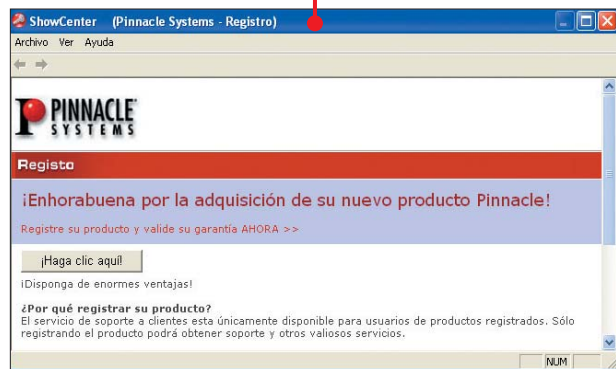 ShowCenter (Pinnacle Systems - Registro)
Archivo Ver Ayuda
PINNACLE
SYSTEMS
Registo
¡Enhorabuena por la adquisición de su nuevo producto Pinnacle!
Registre su producto y valide su garantía AHORA >>
¡Haga clic aquí!
¡Disponga de enormes ventajas!
¿Por qué registrar su producto?
El servicio de soporte a clientes esta únicamente disponible para usuarios de productos registrados. Sólo
registrando el producto podrá obtener soporte y otros valiosos servicios.
NUM